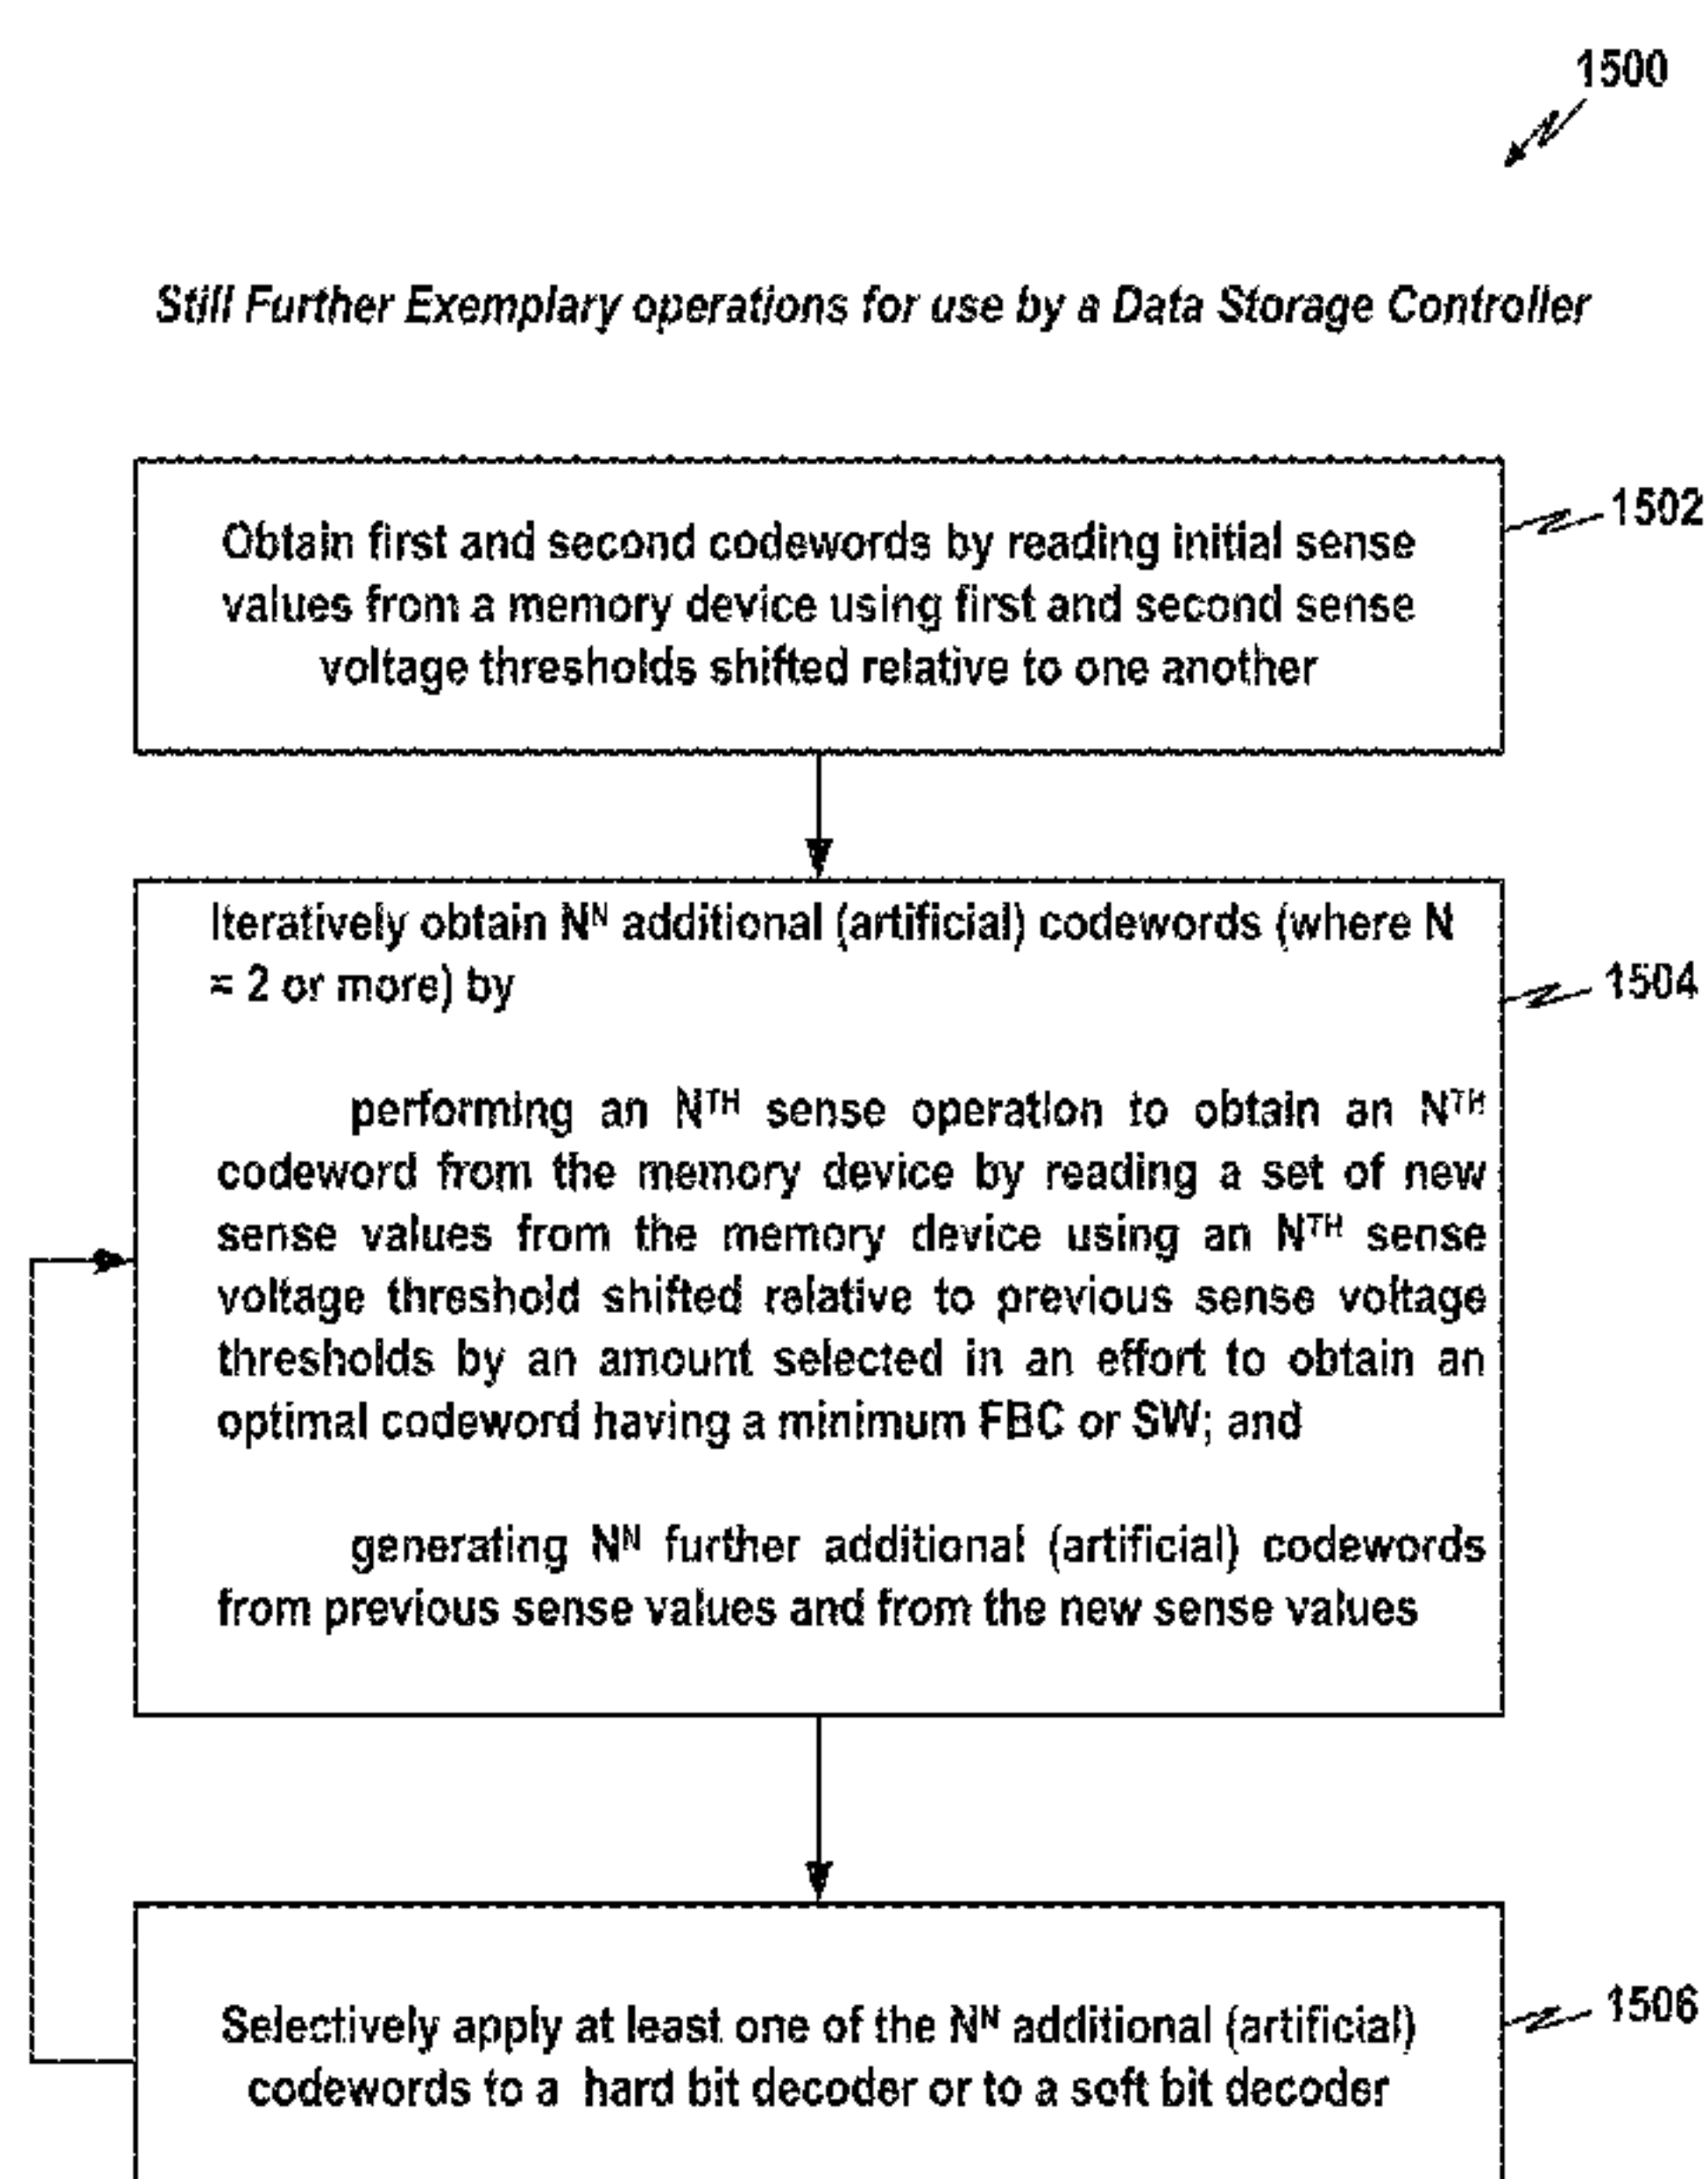 1500
Still Further Exemplary operations for use by a Data Storage Controller
1502
Obtain first and second codewords by reading initial sense
values from a memory device using first and second sense
voltage thresholds shifted relative to one another
Iteratively obtain Nᴺ additional (artificial) codewords (where N
= 2 or more) by
1504
performing an Nᵀᴴ sense operation to obtain an Nᵀᴴ
codeword from the memory device by reading a set of new
sense values from the memory device using an Nᵀᴴ sense
voltage threshold shifted relative to previous sense voltage
thresholds by an amount selected in an effort to obtain an
optimal codeword having a minimum FBC or SW; and
generating Nᴺ further additional (artificial) codewords
from previous sense values and from the new sense values
1506
Selectively apply at least one of the Nᴺ additional (artificial)
codewords to a hard bit decoder or to a soft bit decoder